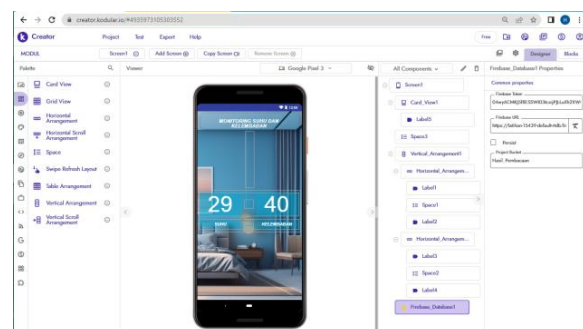 creator.kodular.io/#4935973105303552
Creator
Project Test Export Help
Free
MODUL
Screen1
Add Screen
Copy Screen
Remove Screen
Designer Blocks
Palette
Card View
Grid View
Horizontal Arrangement
Horizontal Scroll Arrangement
Space
Swipe Refresh Layout
Table Arrangement
Vertical Arrangement
Vertical Scroll Arrangement
Viewer
Google Pixel 3
MONITORING SUHU DAN
KELEMBABAN
29 40
SUHU KELEMBABAN
All Components
Screen1
Card_View1
Label5
Space3
Vertical_Arrangement1
Horizontal_Arrangem...
Label1
Space1
Label2
Horizontal_Arrangem...
Label3
Space2
Label4
Firebase_Database1
Firebase_Database1 Properties
Common properties
Firebase Token
Firebase URL
Persist
Project Bucket
Hasil_Pembacaan